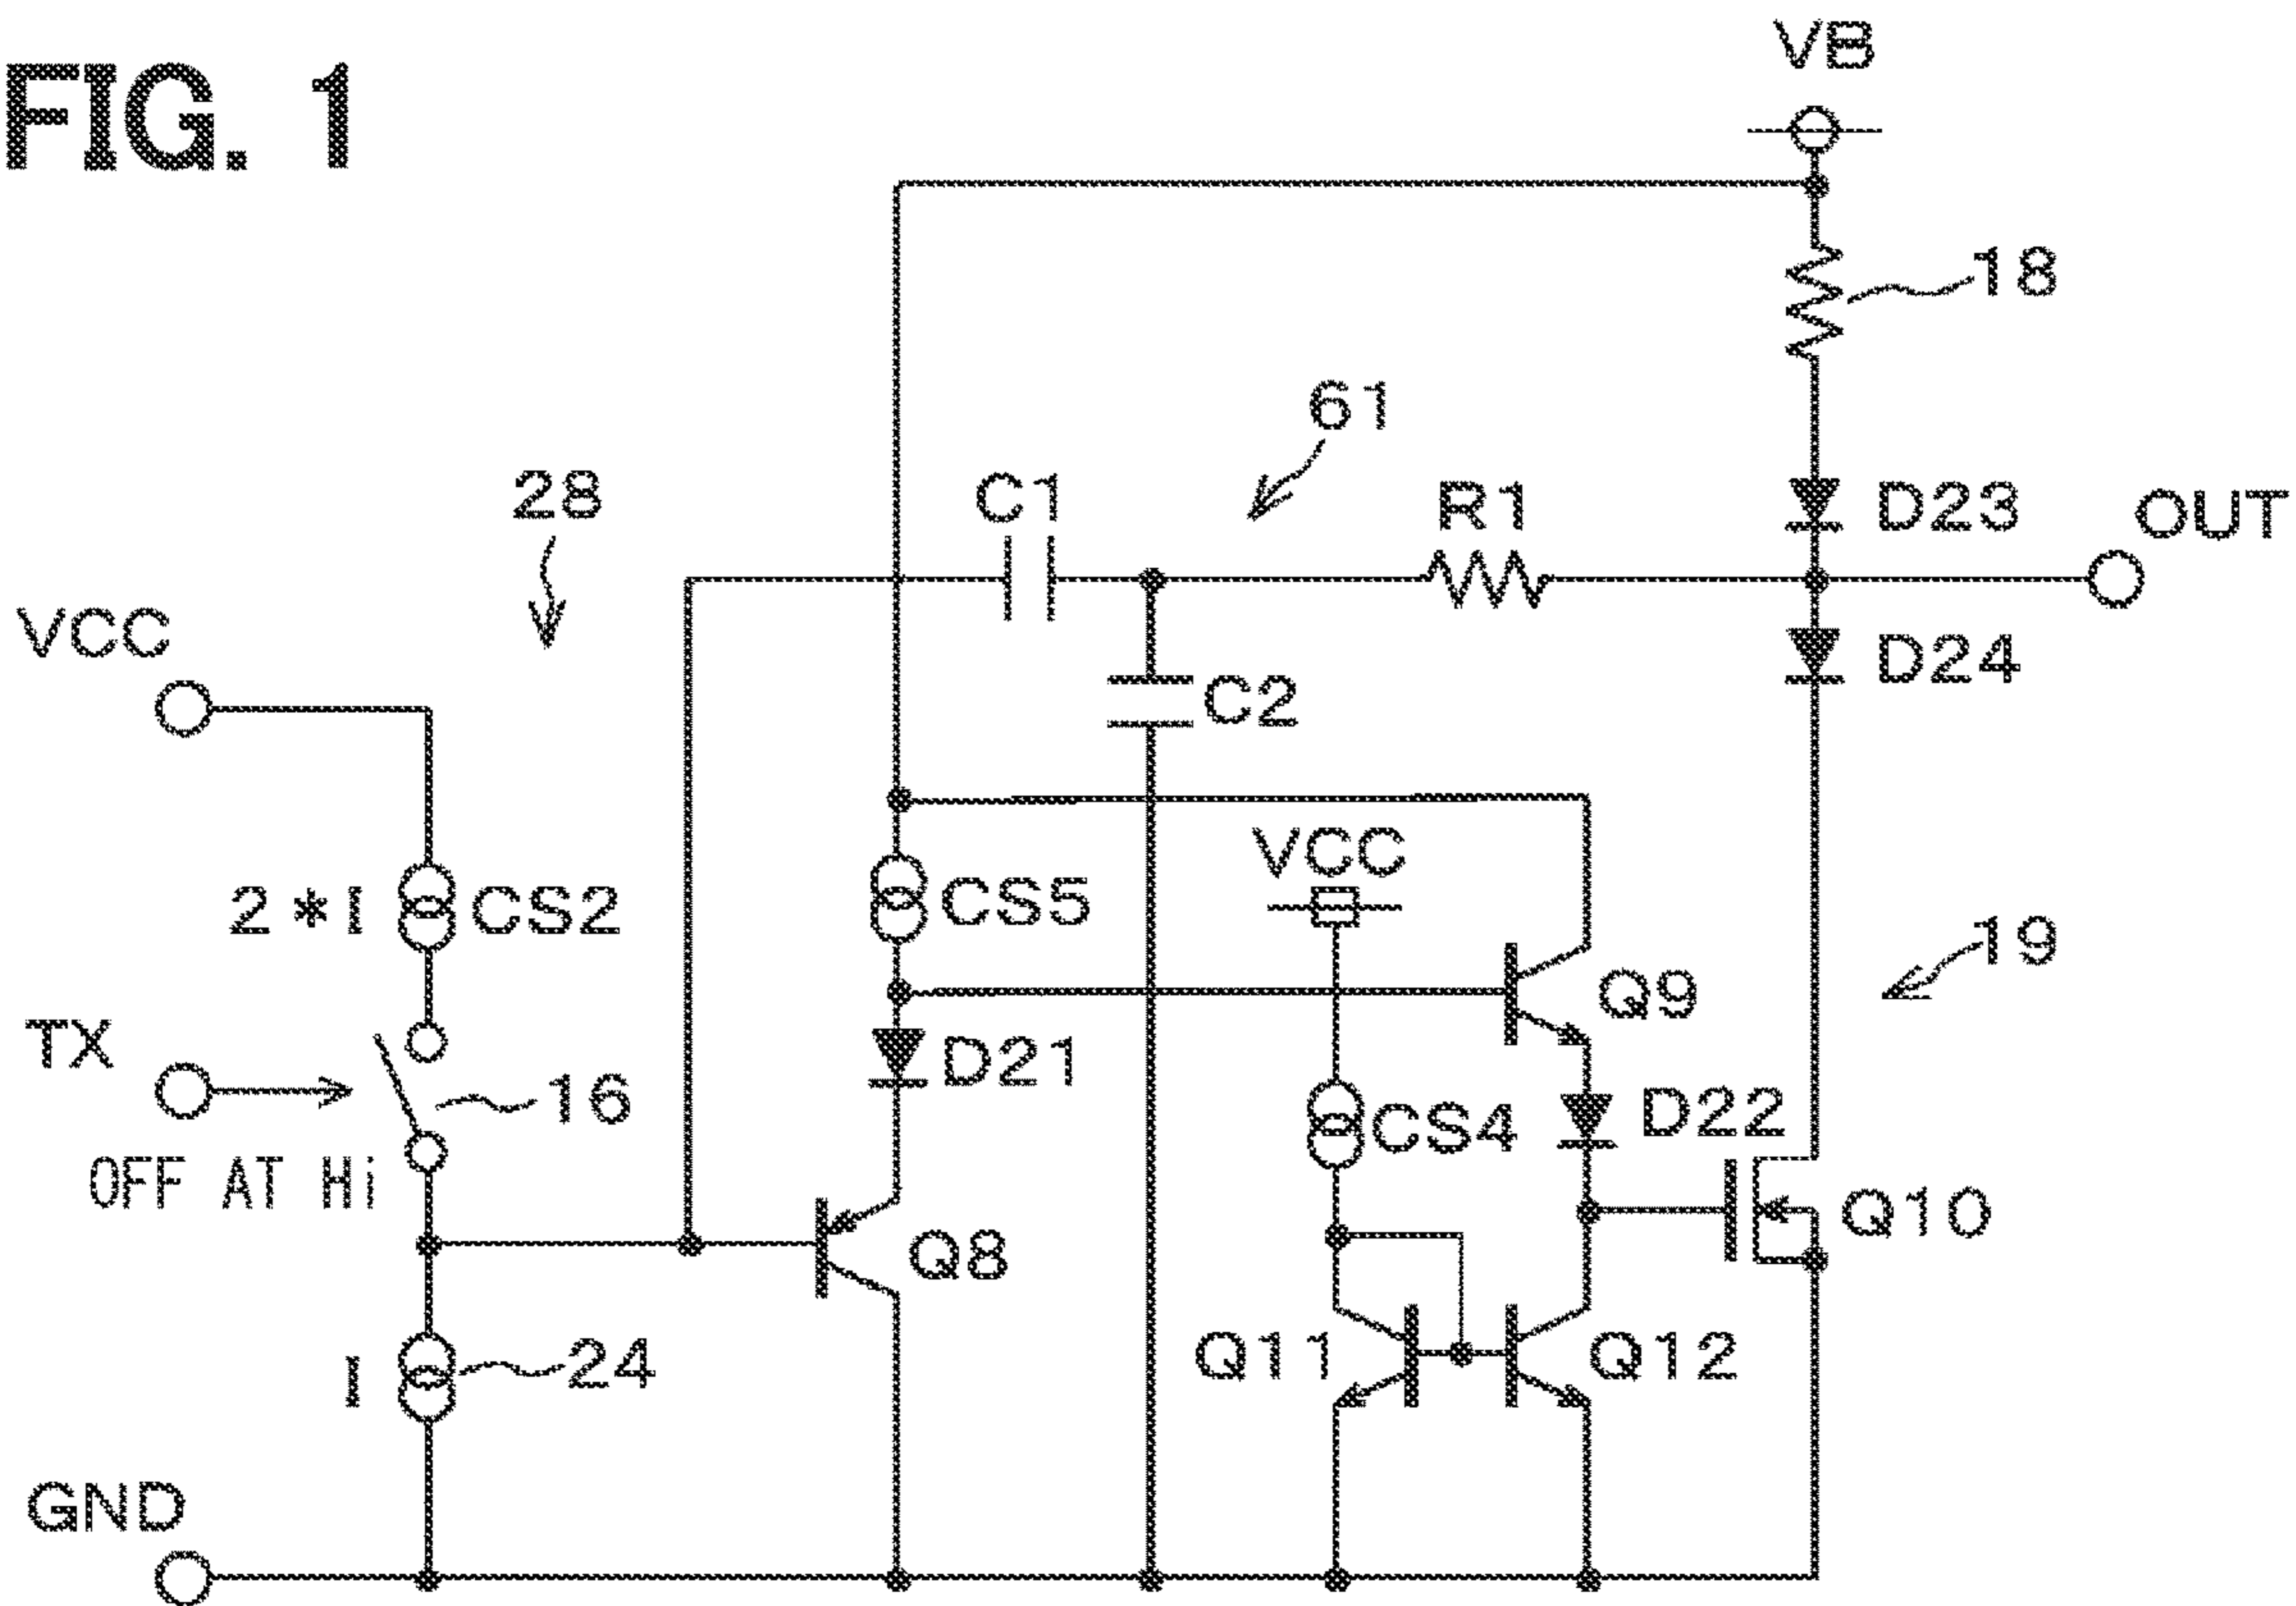 FIG. 1
VB
18
61
28
C1
R1
D23
OUT
VCC
D24
C2
VCC
2*I
CS2
CS5
19
Q9
TX
D21
16
CS4
D22
OFF AT Hi
Q8
Q10
I
24
Q11
Q12
GND